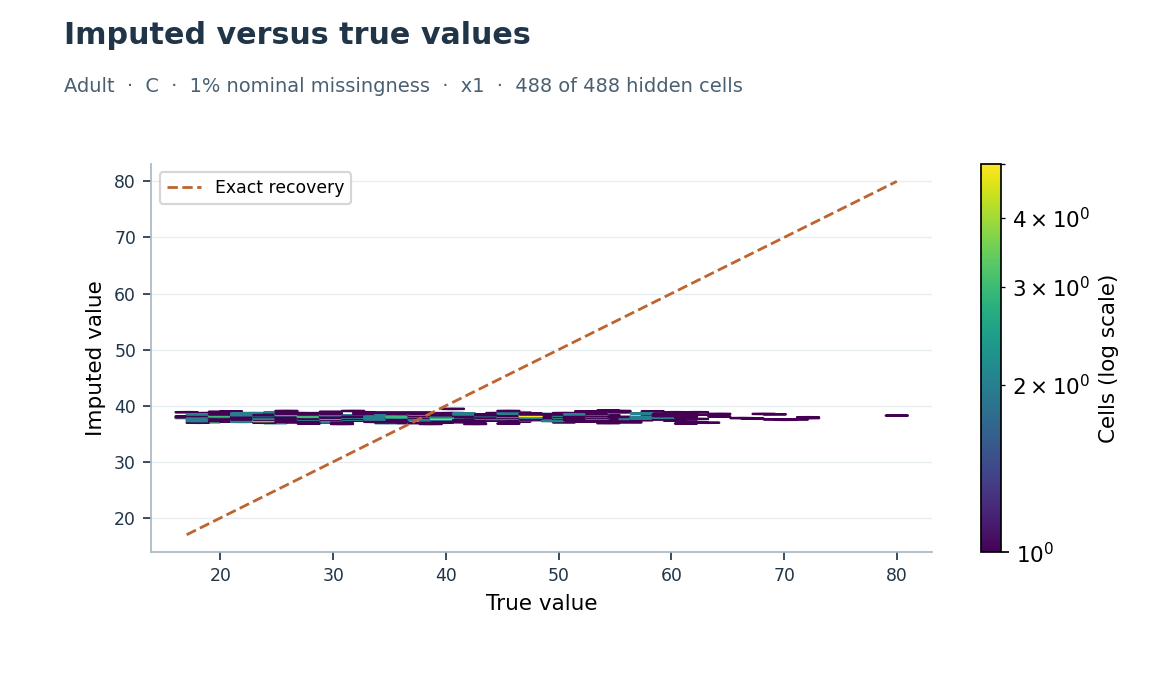 Imputed versus true values
Adult · C · 1% nominal missingness · x1 · 488 of 488 hidden cells
Exact recovery
80
70
60
50
40
30
20
Imputed value
20 30 40 50 60 70 80
True value
4 × 10⁰
3 × 10⁰
2 × 10⁰
10⁰
Cells (log scale)